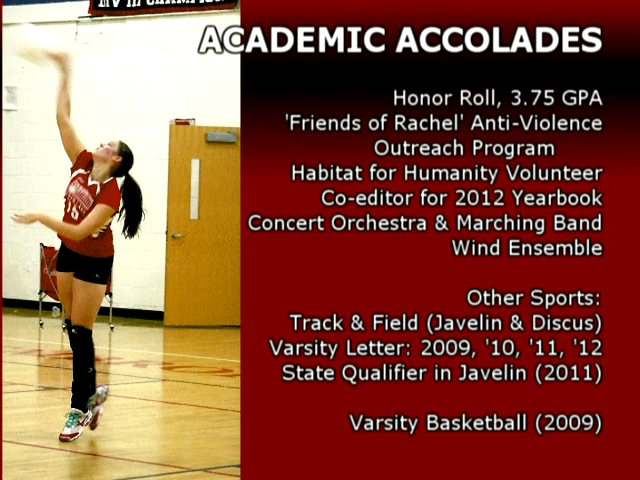 ACADEMIC ACCOLADES
Honor Roll, 3.75 GPA
'Friends of Rachel' Anti-Violence
Outreach Program
Habitat for Humanity Volunteer
Co-editor for 2012 Yearbook
Concert Orchestra & Marching Band
Wind Ensemble
Other Sports:
Track & Field (Javelin & Discus)
Varsity Letter: 2009, '10, '11, '12
State Qualifier in Javelin (2011)
Varsity Basketball (2009)